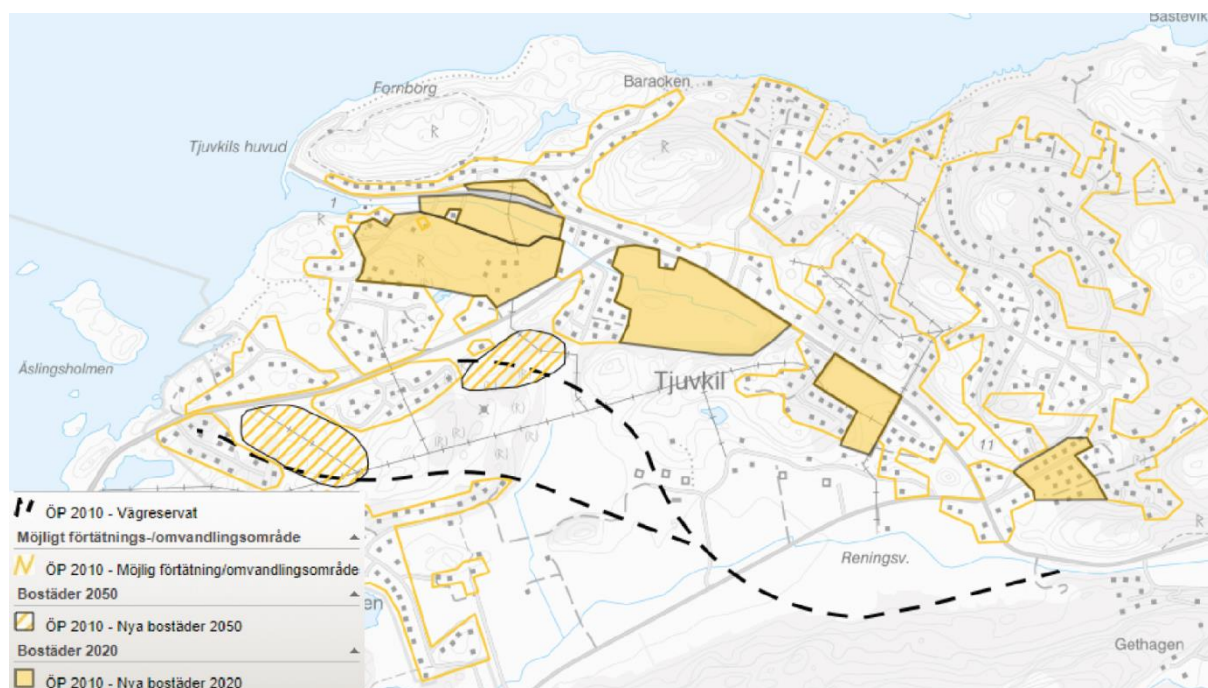 Bastevik
Baracken
Fornborg
R
R
Tjuvkils huvud
1
R
R
Åslingsholmen
Tjuvkil
(R)
(R)
(R)
(R)
(R)
11
R
Reningsv.
Gethagen
en
ÖP 2010 - Vägreservat
Möjligt förtätnings-/omvandlingsområde
ÖP 2010 - Möjlig förtätning/omvandlingsområde
Bostäder 2050
ÖP 2010 - Nya bostäder 2050
Bostäder 2020
ÖP 2010 - Nya bostäder 2020